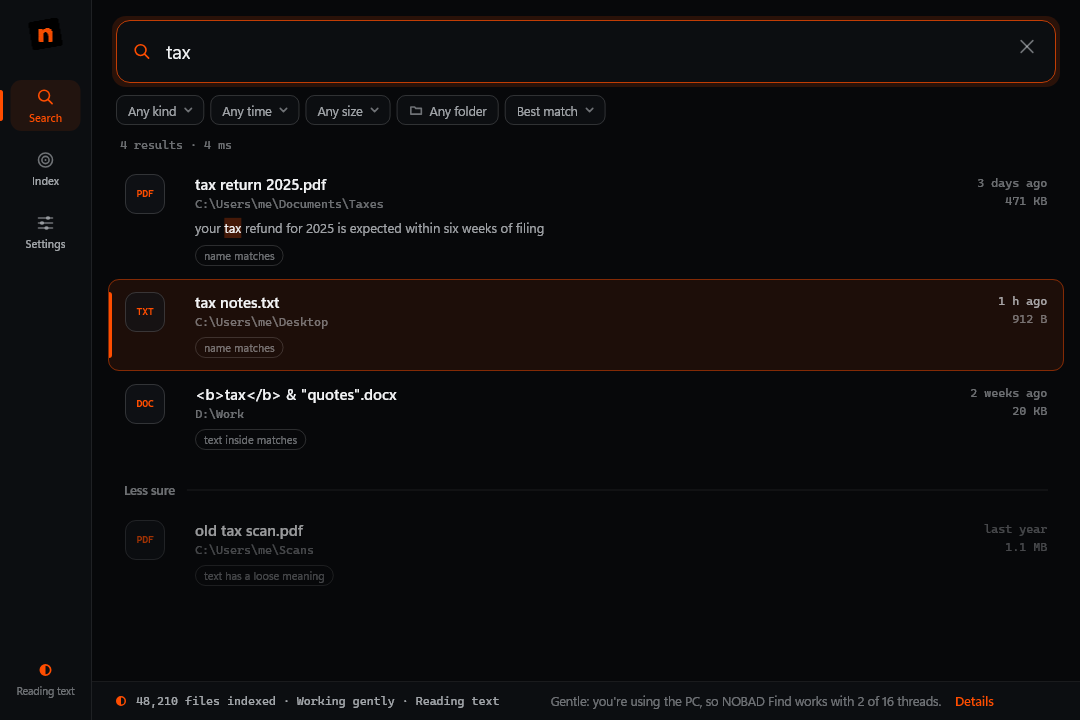 n
tax
Search
Any kind
Any time
Any size
Any folder
Best match
4 results · 4 ms
Index
Settings
PDF
tax return 2025.pdf
3 days ago
C:\Users\me\Documents\Taxes
471 KB
your tax refund for 2025 is expected within six weeks of filing
name matches
TXT
tax notes.txt
1 h ago
C:\Users\me\Desktop
912 B
name matches
DOC
<b>tax</b> & "quotes".docx
2 weeks ago
D:\Work
20 KB
text inside matches
Less sure
PDF
old tax scan.pdf
last year
C:\Users\me\Scans
1.1 MB
text has a loose meaning
Reading text
48,210 files indexed · Working gently · Reading text
Gentle: you're using the PC, so NOBAD Find works with 2 of 16 threads.
Details